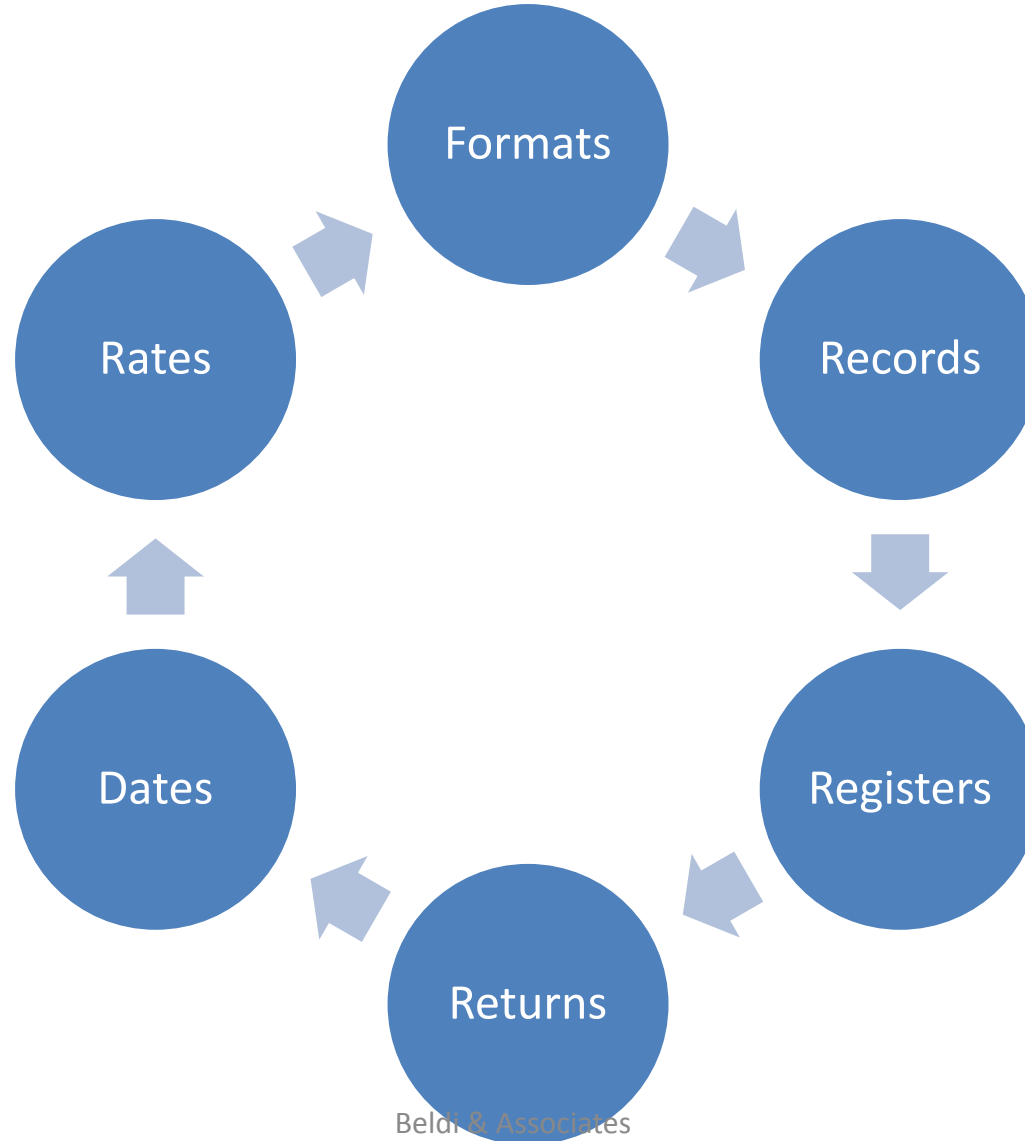 Formats
Records
Registers
Returns
Dates
Rates
Beldi & Associates